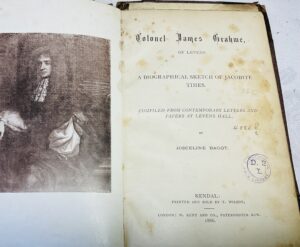 Colonel James Grahme,
OF LEVENS.
A BIOGRAPHICAL SKETCH OF JACOBITE
TIMES.
COMPILED FROM CONTEMPORARY LETTERS AND
PAPERS AT LEVENS HALL.
BY
JOSCELINE BAGOT.
KENDAL:
PRINTED AND SOLD BY T. WILSON.
LONDON: W. KENT AND CO., PATERNOSTER ROW.
1886.